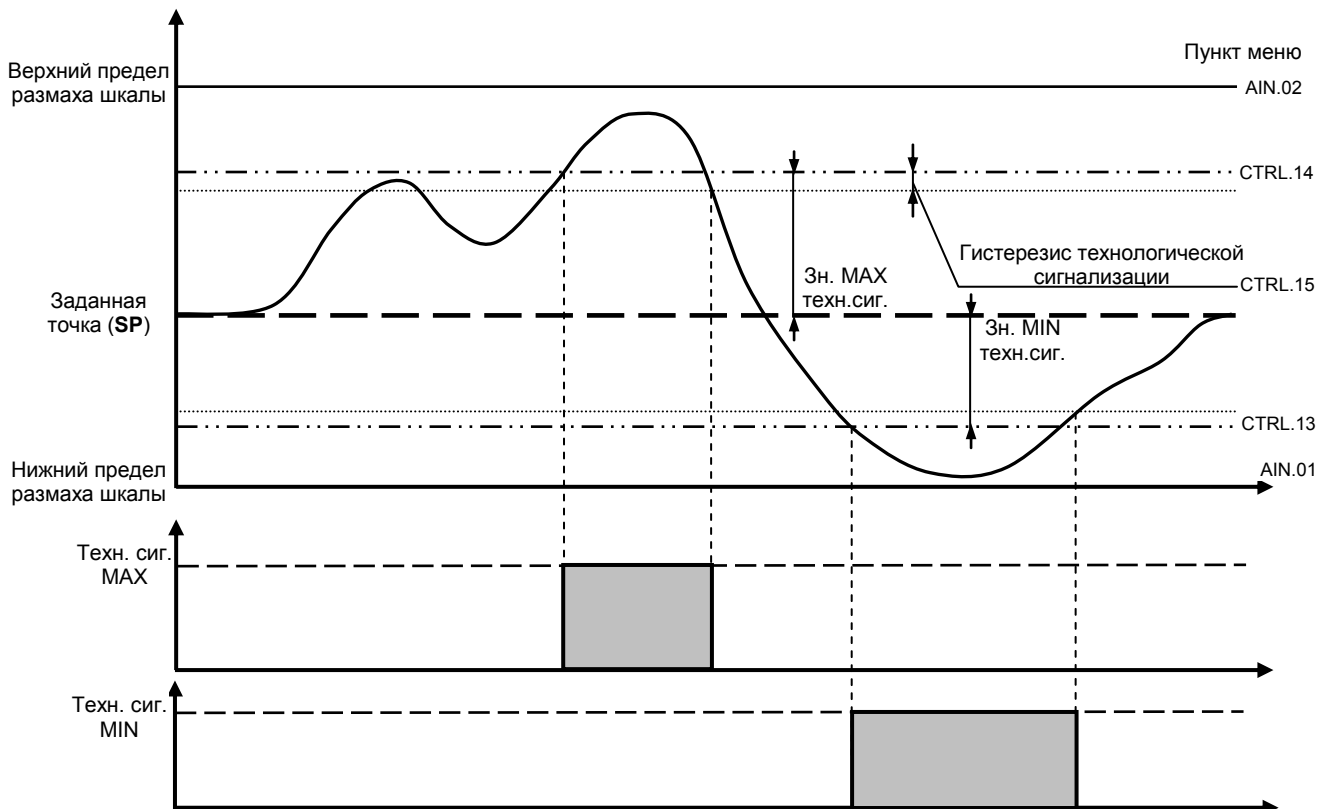 Пункт меню
Верхний предел
размаха шкалы
AIN.02
CTRL.14
Гистерезис технологической
сигнализации
Зн. MAX
техн.сиг.
CTRL.15
Заданная
точка (SP)
Зн. MIN
техн.сиг.
CTRL.13
Нижний предел
размаха шкалы
AIN.01
Техн. сиг.
MAX
Техн. сиг.
MIN